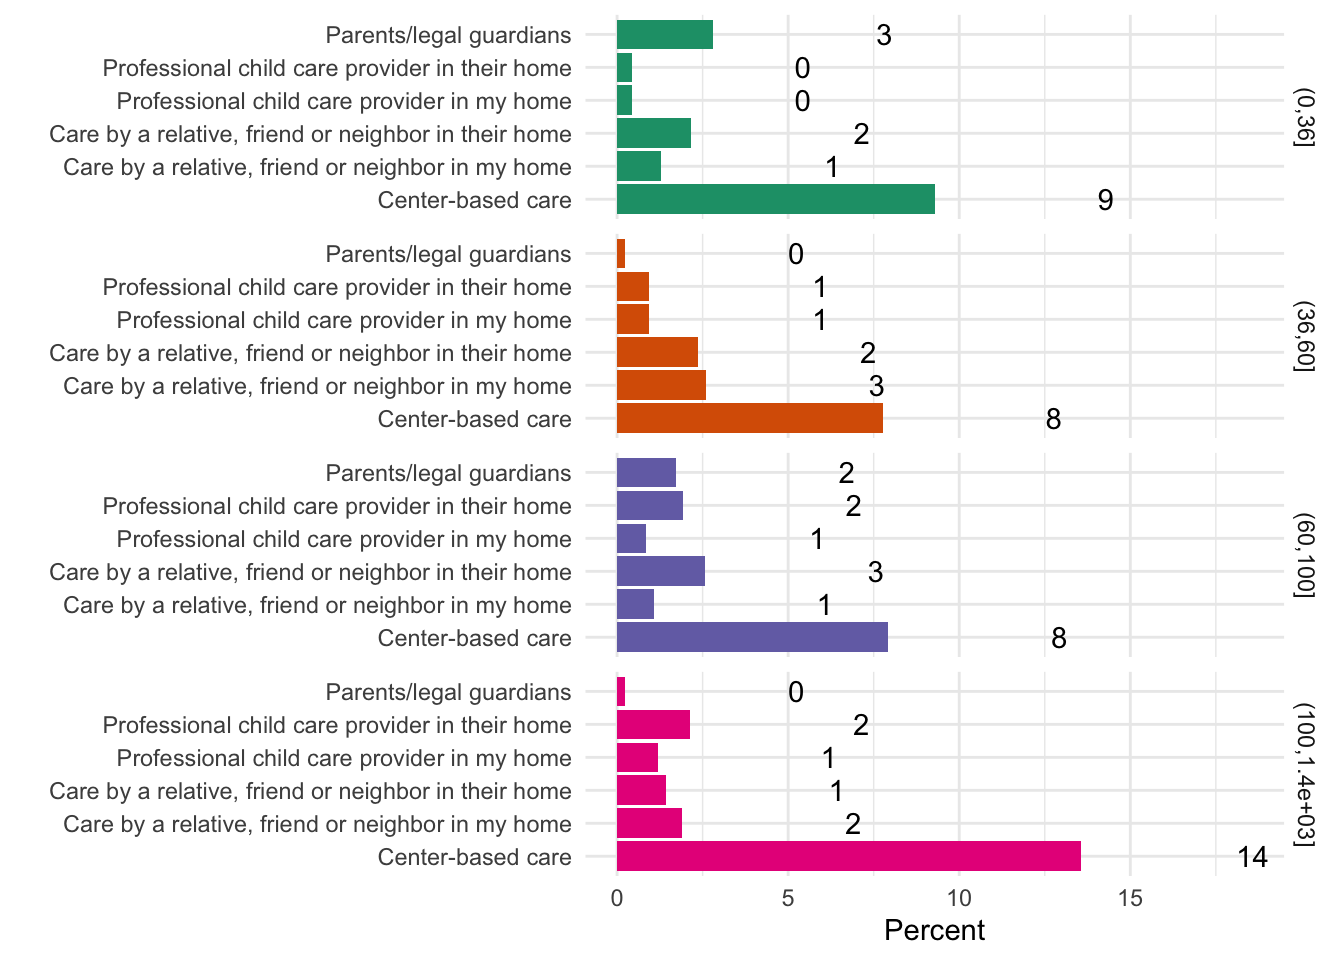 Parents/legal guardians 3
Professional child care provider in their home 0
Professional child care provider in my home 0
Care by a relative, friend or neighbor in their home 2
Care by a relative, friend or neighbor in my home 1
Center-based care 9
(0,36]
Parents/legal guardians 0
Professional child care provider in their home 1
Professional child care provider in my home 1
Care by a relative, friend or neighbor in their home 2
Care by a relative, friend or neighbor in my home 3
Center-based care 8
(36,60]
Parents/legal guardians 2
Professional child care provider in their home 2
Professional child care provider in my home 1
Care by a relative, friend or neighbor in their home 3
Care by a relative, friend or neighbor in my home 1
Center-based care 8
(60,100]
Parents/legal guardians 0
Professional child care provider in their home 2
Professional child care provider in my home 1
Care by a relative, friend or neighbor in their home 1
Care by a relative, friend or neighbor in my home 2
Center-based care 14
(100,1.4e+03]
0 5 10 15
Percent